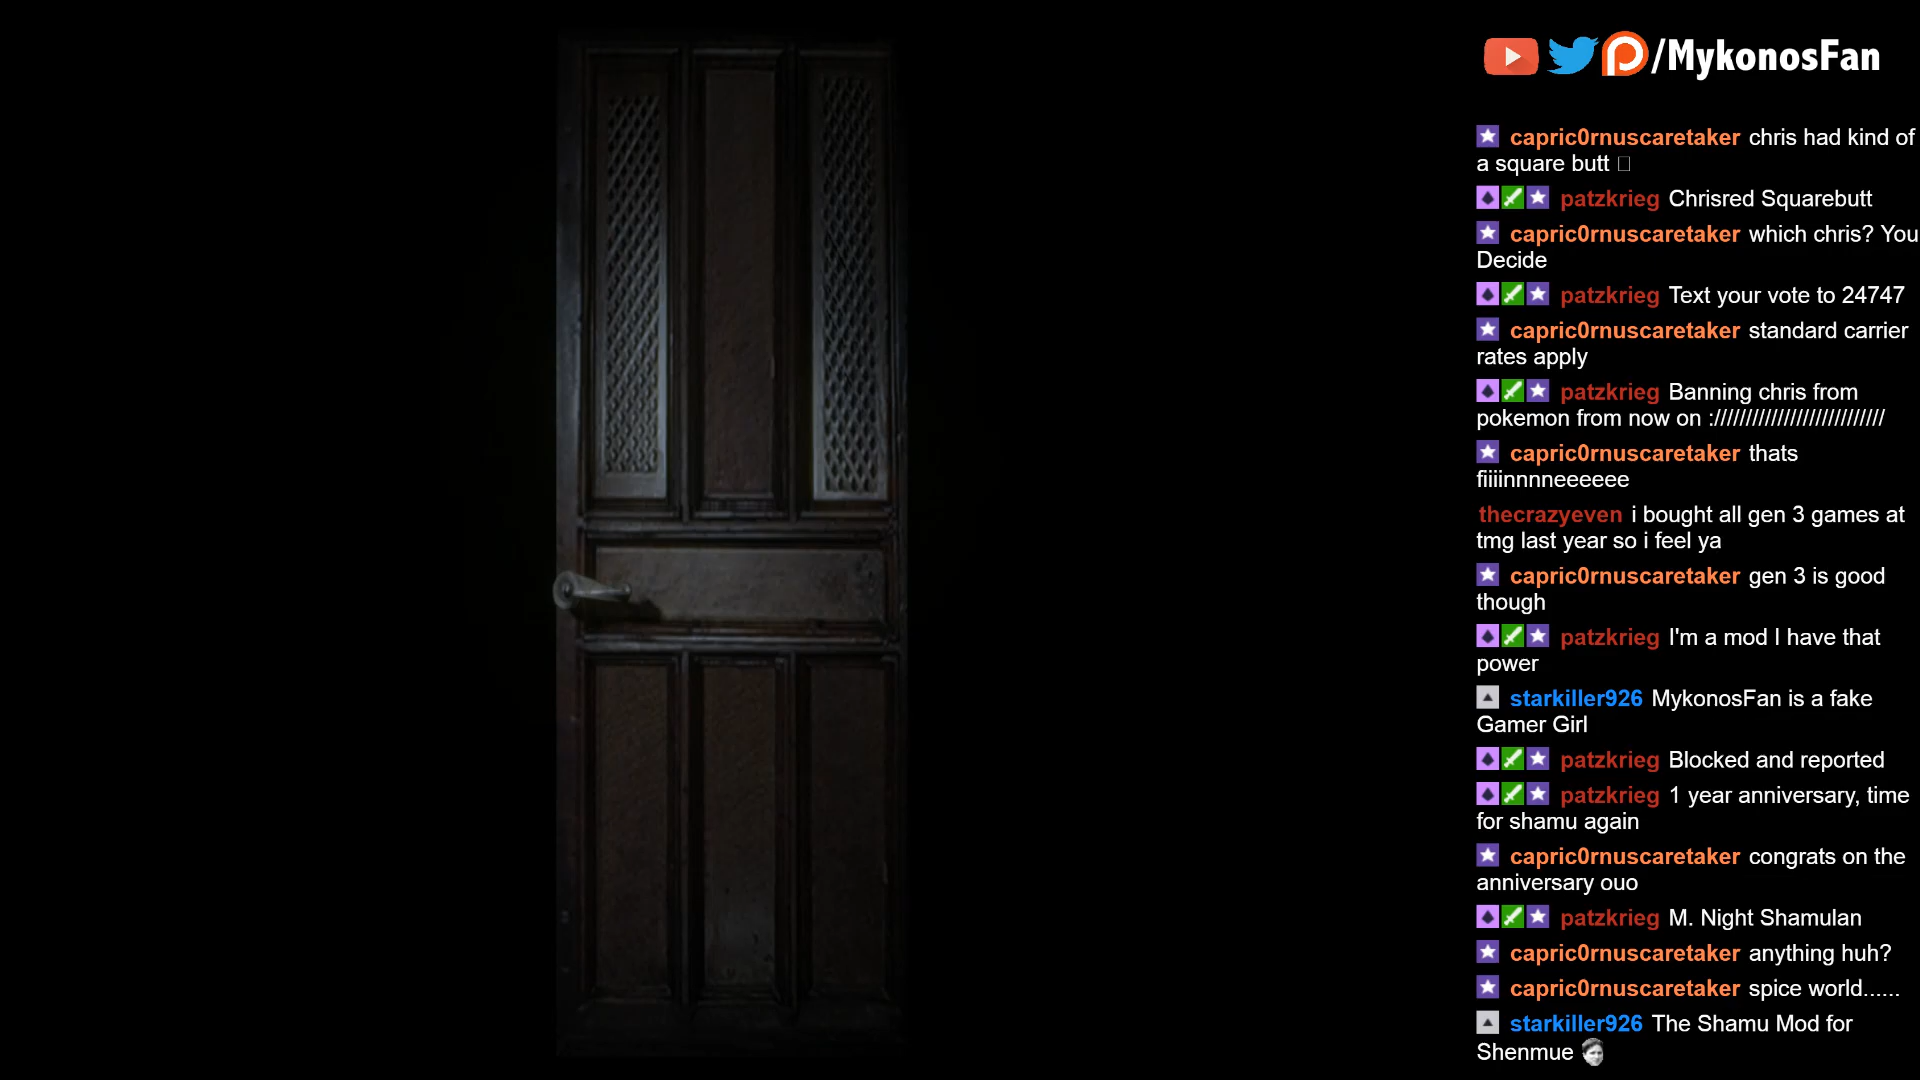 /MykonosFan
capric0rnuscaretaker chris had kind of
a square butt
patzkrieg Chrisred Squarebutt
capric0rnuscaretaker which chris? You
Decide
patzkrieg Text your vote to 24747
capric0rnuscaretaker standard carrier
rates apply
patzkrieg Banning chris from
pokemon from now on :////////////////////////////
capric0rnuscaretaker thats
fiiiinnnneeeeee
thecrazyeven i bought all gen 3 games at
tmg last year so i feel ya
capric0rnuscaretaker gen 3 is good
though
patzkrieg I'm a mod I have that
power
starkiller926 MykonosFan is a fake
Gamer Girl
patzkrieg Blocked and reported
patzkrieg 1 year anniversary, time
for shamu again
capric0rnuscaretaker congrats on the
anniversary ouo
patzkrieg M. Night Shamulan
capric0rnuscaretaker anything huh?
capric0rnuscaretaker spice world......
starkiller926 The Shamu Mod for
Shenmue